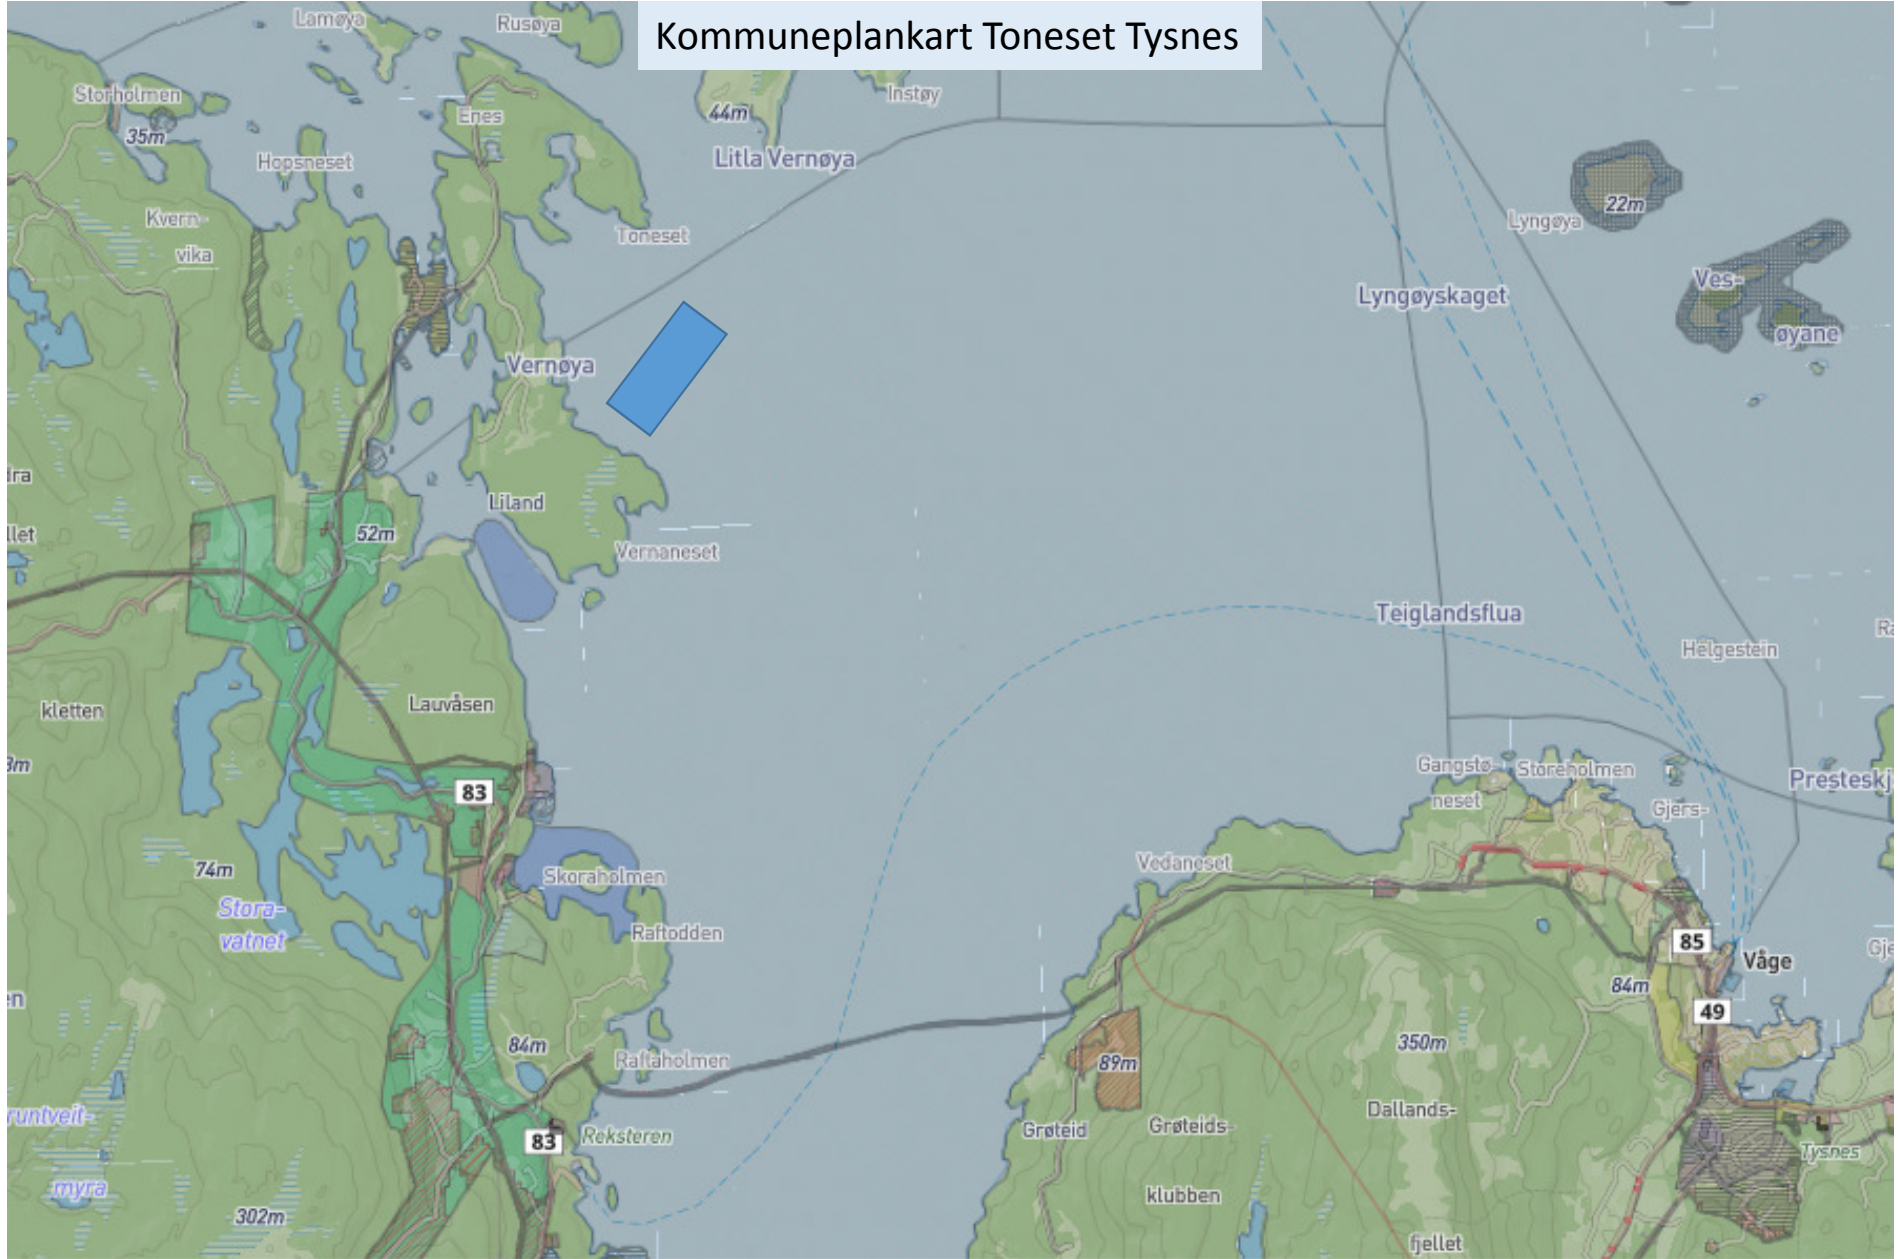 Kommuneplankart Toneset Tysnes
Lamøya
Rusøya
Storholmen
35m
Enes
44m
Instøy
Litla Vernøya
Hopsneset
Kvern-
vika
Toneset
22m
Lyngøya
Ves-
øyane
Lyngøyskaget
Vernøya
Liland
52m
Vernaneset
Teiglandsflua
Helgestein
kletten
Lauvåsen
83
Gangstø-
neset
Storeholmen
Gjers-
Presteskj
74m
Stora-
vatnet
Skoraholmen
Raftodden
Vedaneset
85
Våge
84m
49
84m
Raftaholmen
89m
350m
Dallands-
fjellet
Grøteid
Grøteids-
klubben
83
Reksteren
Tysnes
runtveit-
myra
302m